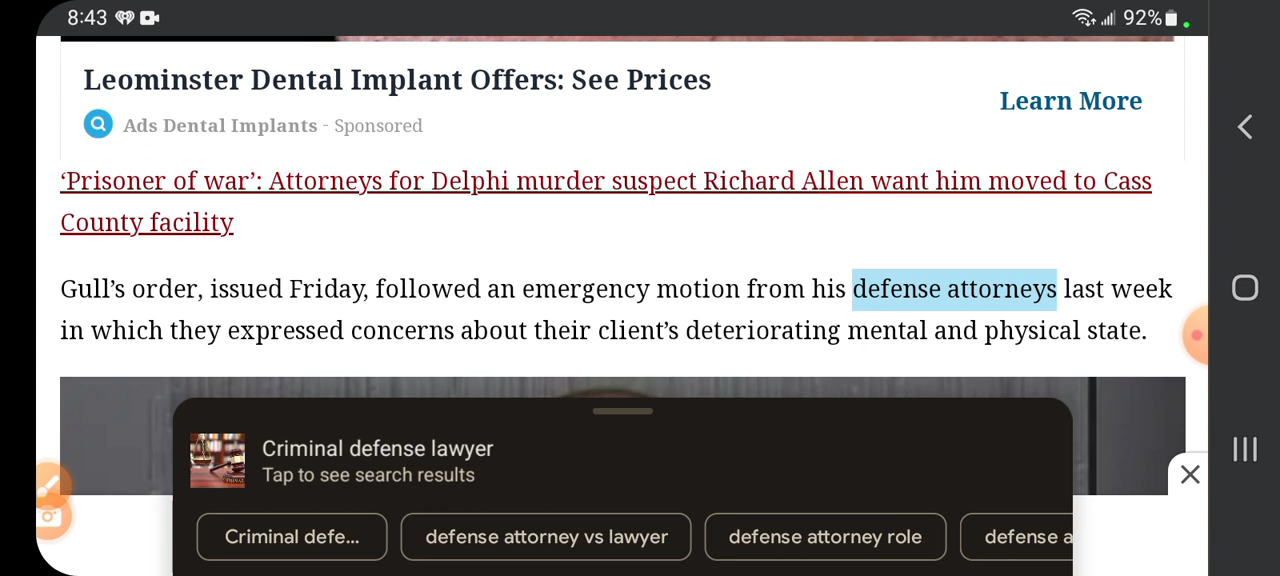 8:43
92%
Leominster Dental Implant Offers: See Prices
Learn More
Ads Dental Implants - Sponsored
‘Prisoner of war’: Attorneys for Delphi murder suspect Richard Allen want him moved to Cass
County facility
Gull’s order, issued Friday, followed an emergency motion from his defense attorneys last week
in which they expressed concerns about their client’s deteriorating mental and physical state.
Criminal defense lawyer
Tap to see search results
Criminal defe...
defense attorney vs lawyer
defense attorney role
defense a